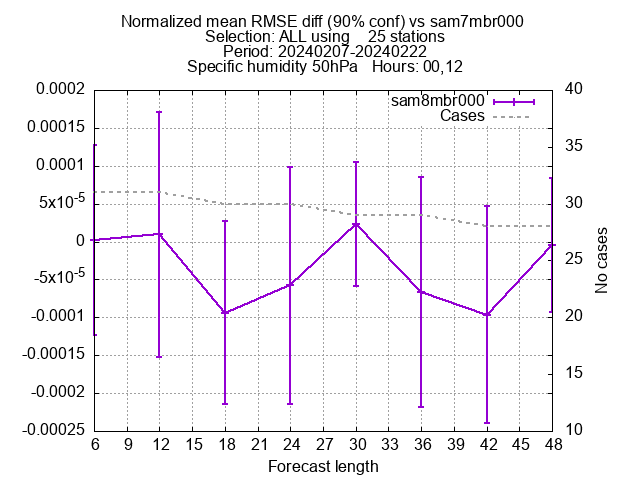 Normalized mean RMSE diff (90% conf) vs sam7mbr000
Selection: ALL using    25 stations
Period: 20240207-20240222
Specific humidity 50hPa   Hours: 00,12
sam8mbr000
Cases
0.0002
0.00015
0.0001
5x10-5
0
-5x10-5
-0.0001
-0.00015
-0.0002
-0.00025
40
35
30
25
20
15
10
No cases
6 9 12 15 18 21 24 27 30 33 36 39 42 45 48
Forecast length